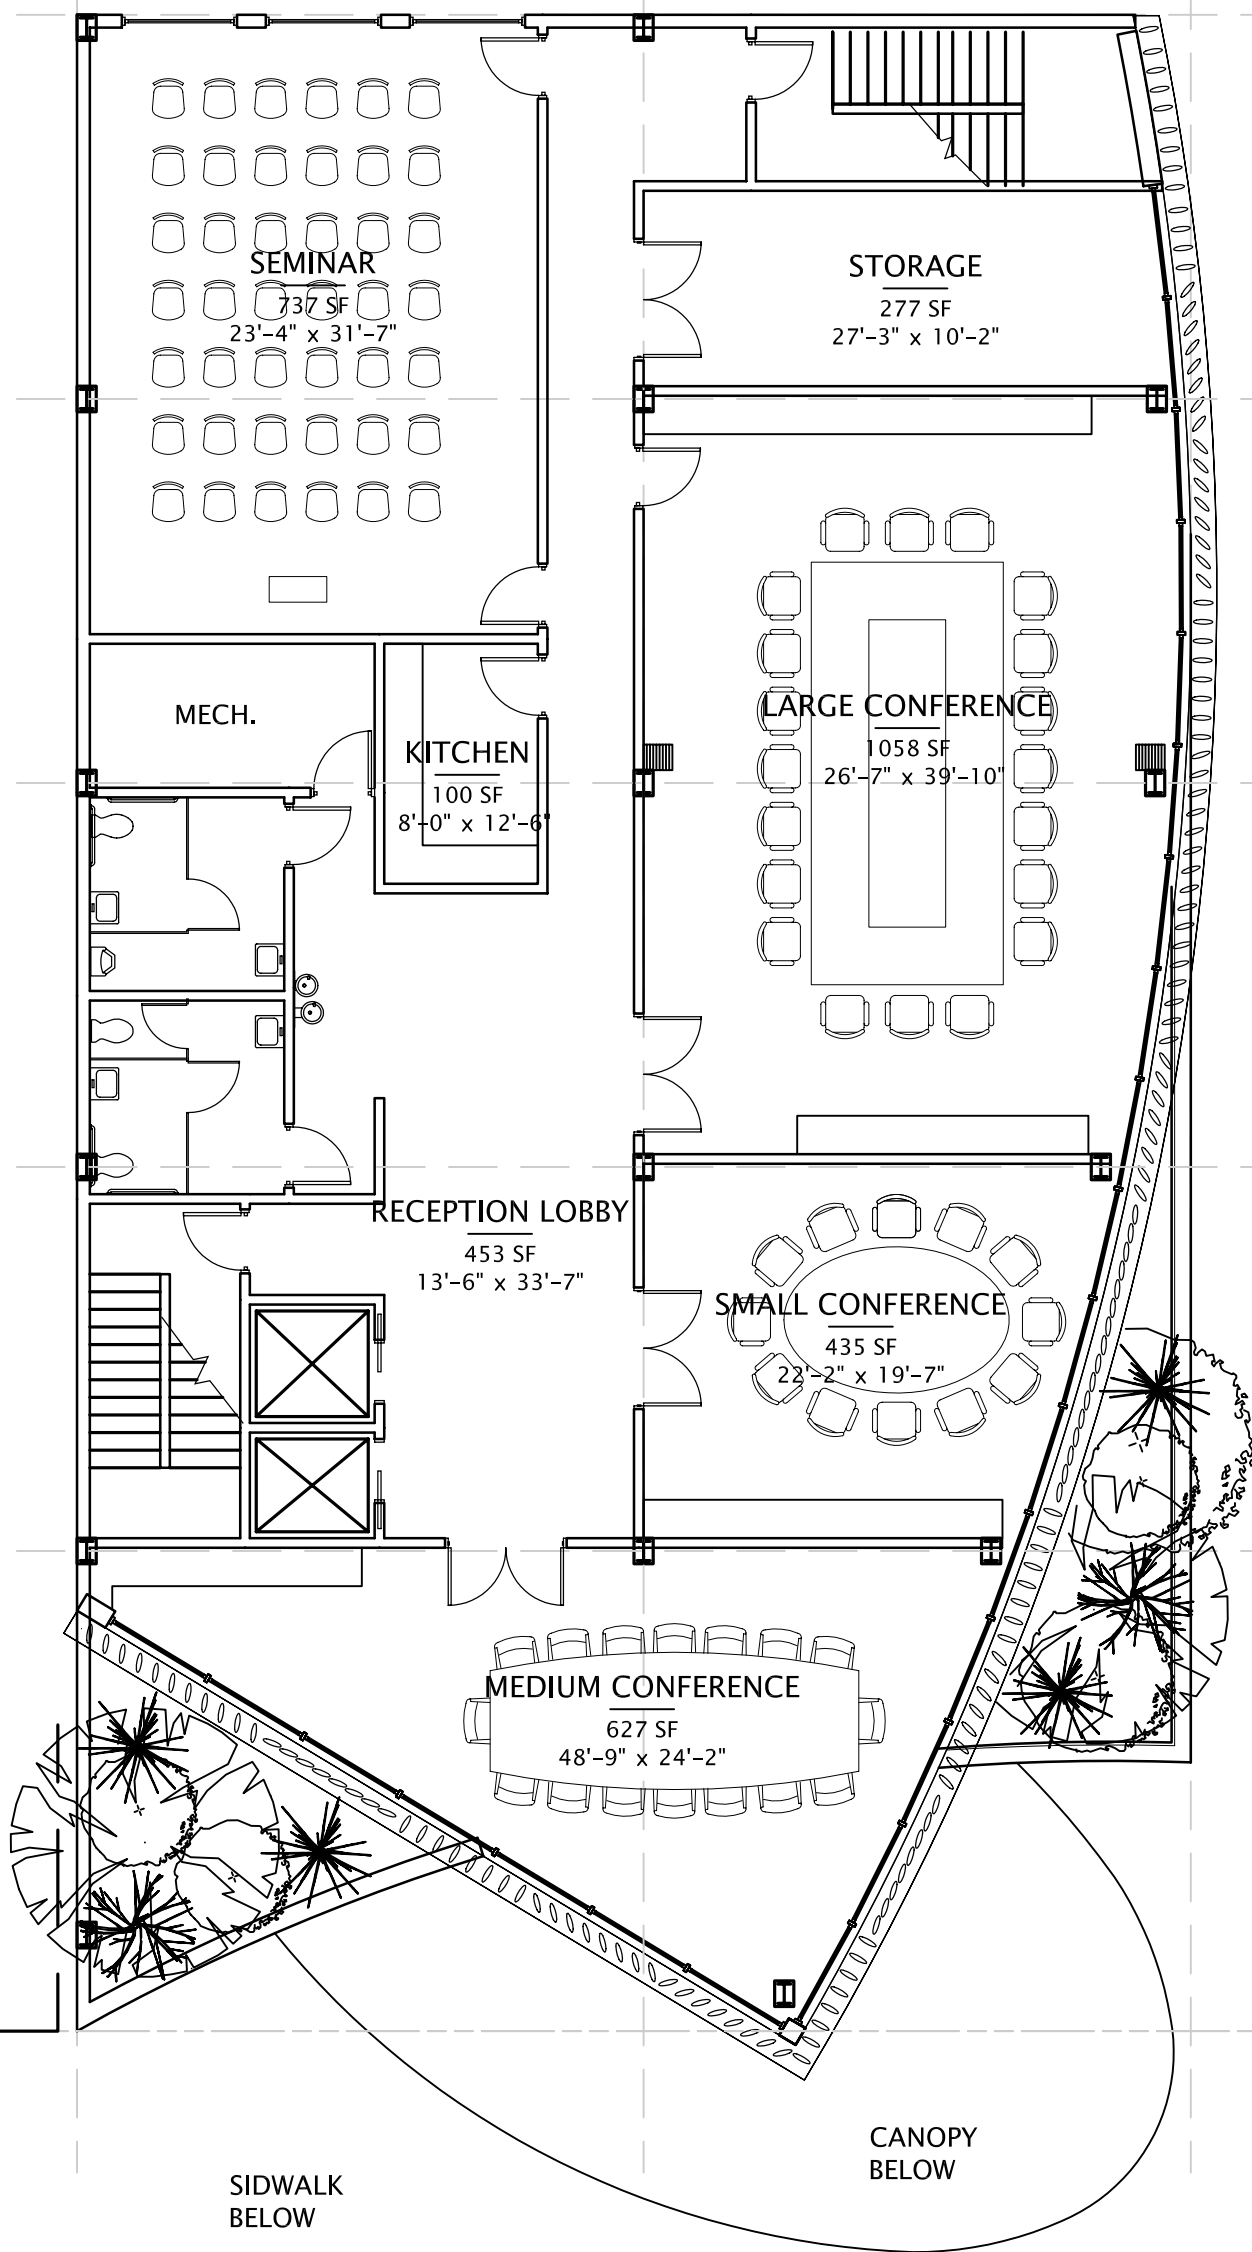 SEMINAR
737 SF
23'-4" x 31'-7"
STORAGE
277 SF
27'-3" x 10'-2"
MECH.
KITCHEN
100 SF
8'-0" x 12'-6"
LARGE CONFERENCE
1058 SF
26'-7" x 39'-10"
RECEPTION LOBBY
453 SF
13'-6" x 33'-7"
SMALL CONFERENCE
435 SF
22'-2" x 19'-7"
MEDIUM CONFERENCE
627 SF
48'-9" x 24'-2"
CANOPY
BELOW
SIDWALK
BELOW